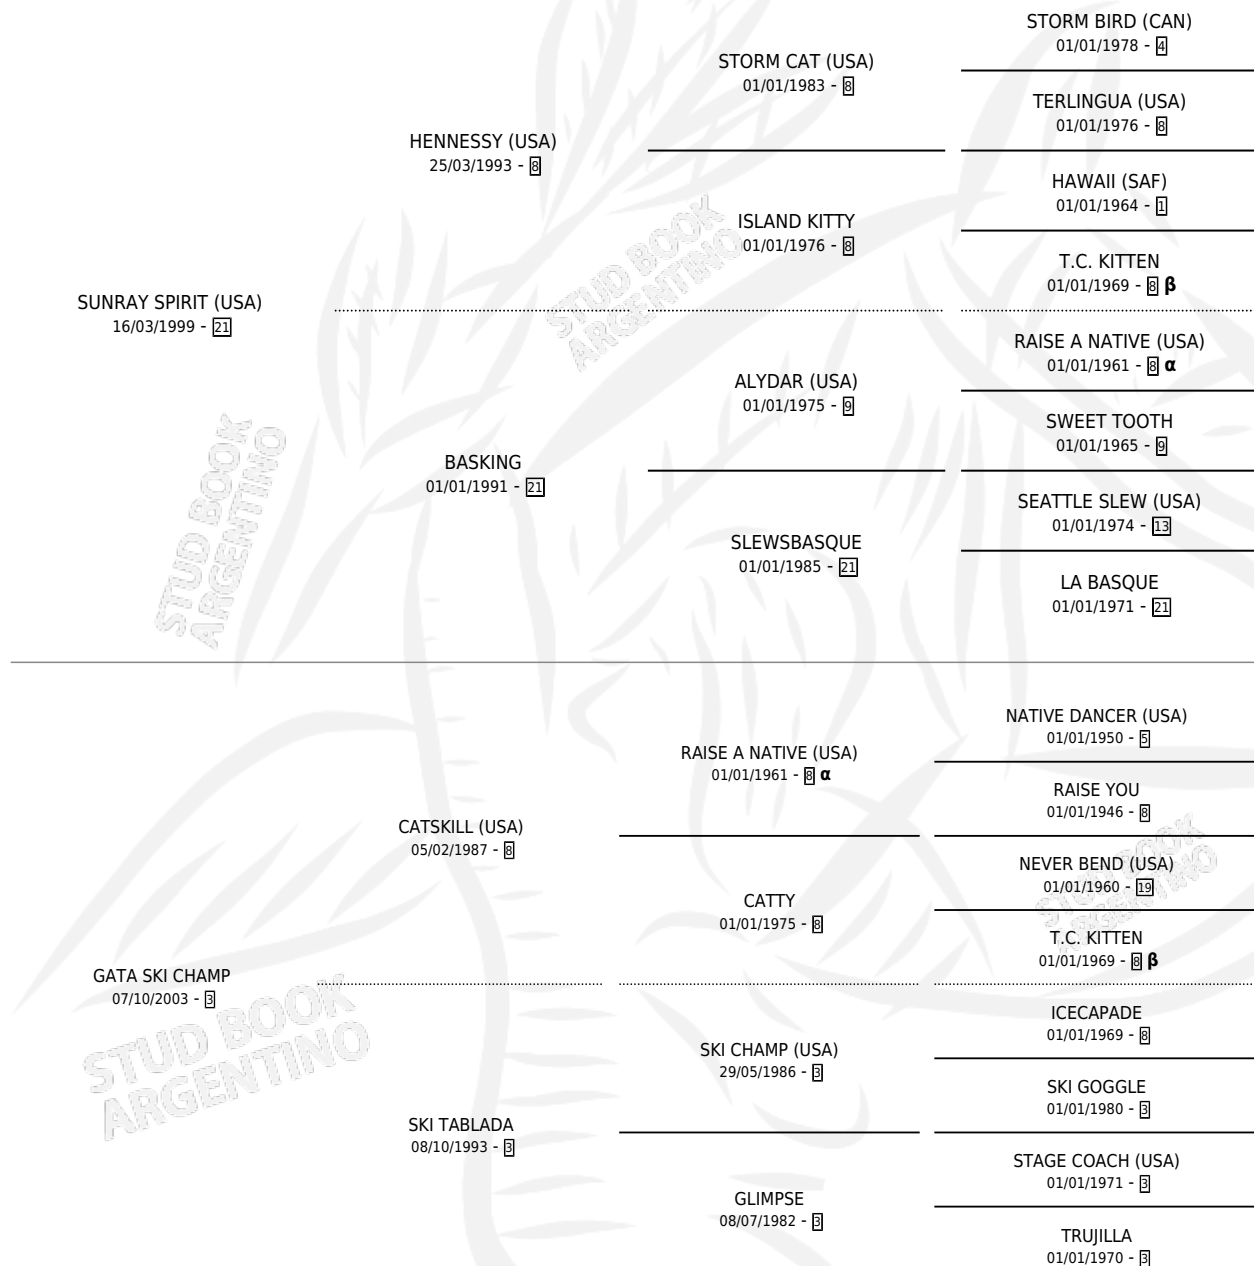 STORM BIRD (CAN)
01/01/1978 - 4
STORM CAT (USA)
01/01/1983 - 8
TERLINGUA (USA)
01/01/1976 - 8
HENNESSY (USA)
25/03/1993 - 8
HAWAII (SAF)
01/01/1964 - 1
ISLAND KITTY
01/01/1976 - 8
T.C. KITTEN
01/01/1969 - 8 β
SUNRAY SPIRIT (USA)
16/03/1999 - 21
RAISE A NATIVE (USA)
01/01/1961 - 8 α
ALYDAR (USA)
01/01/1975 - 9
SWEET TOOTH
01/01/1965 - 9
BASKING
01/01/1991 - 21
SEATTLE SLEW (USA)
01/01/1974 - 13
SLEWSBASQUE
01/01/1985 - 21
LA BASQUE
01/01/1971 - 21
NATIVE DANCER (USA)
01/01/1950 - 5
RAISE A NATIVE (USA)
01/01/1961 - 8 α
RAISE YOU
01/01/1946 - 8
CATSKILL (USA)
05/02/1987 - 8
NEVER BEND (USA)
01/01/1960 - 19
CATTY
01/01/1975 - 8
T.C. KITTEN
01/01/1969 - 8 β
GATA SKI CHAMP
07/10/2003 - 3
ICECAPADE
01/01/1969 - 8
SKI CHAMP (USA)
29/05/1986 - 3
SKI GOGGLE
01/01/1980 - 3
SKI TABLADA
08/10/1993 - 3
STAGE COACH (USA)
01/01/1971 - 3
GLIMPSE
08/07/1982 - 3
TRUJILLA
01/01/1970 - 3
STUD BOOK
ARGENTINO
STUD BOOK
ARGENTINO
STUD BOOK
ARGENTINO
STUD BOOK
ARGENTINO